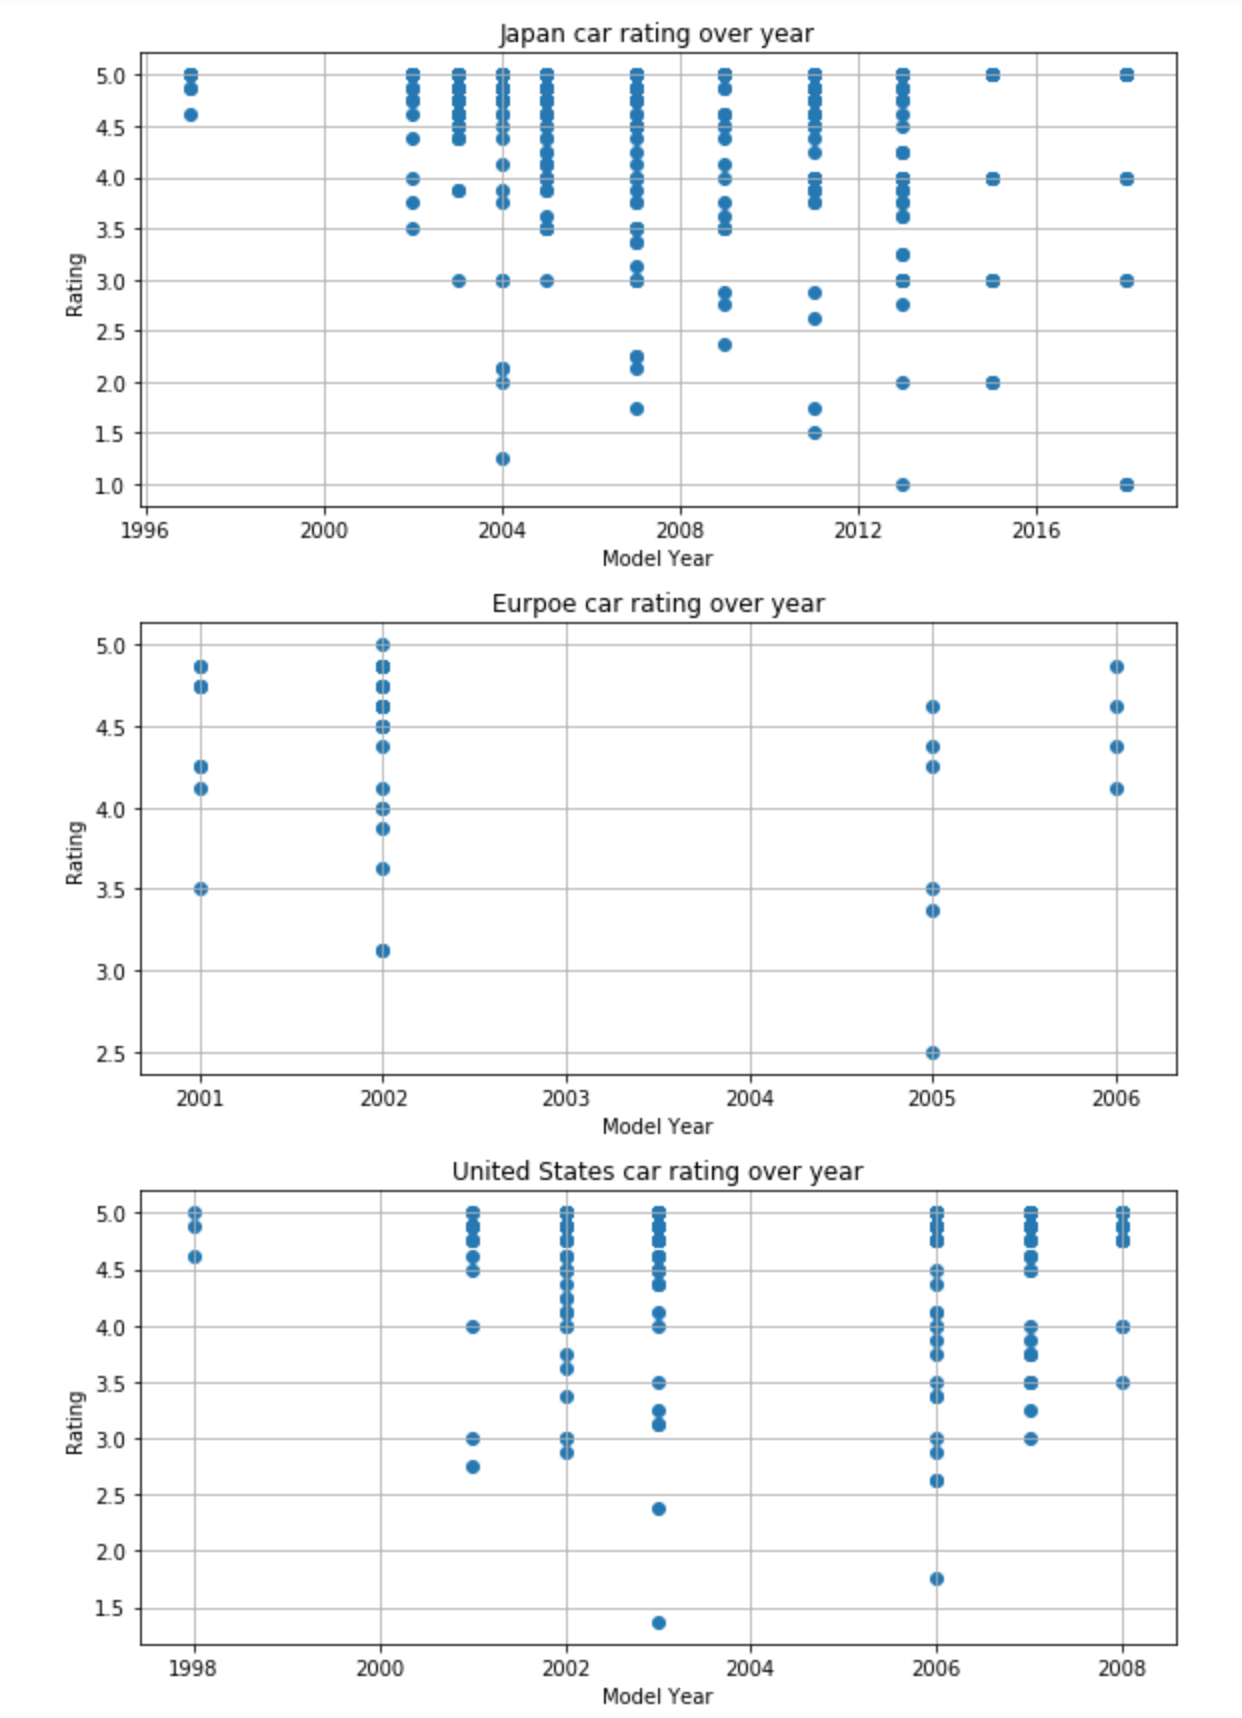 Japan car rating over year
5.0
4.5
4.0
3.5
3.0
2.5
2.0
1.5
1.0
Rating
1996 2000 2004 2008 2012 2016
Model Year
Eurpoe car rating over year
5.0
4.5
4.0
3.5
3.0
2.5
Rating
2001 2002 2003 2004 2005 2006
Model Year
United States car rating over year
5.0
4.5
4.0
3.5
3.0
2.5
2.0
1.5
Rating
1998 2000 2002 2004 2006 2008
Model Year